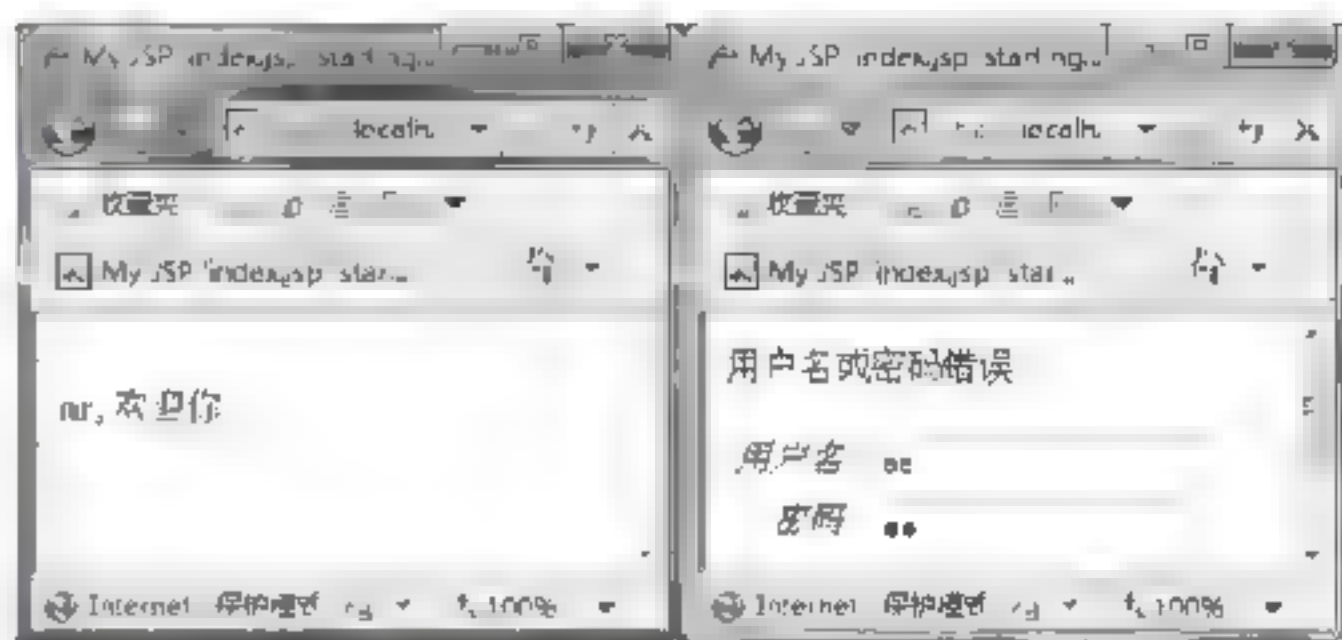 My JSP 'index.jsp' starting...
localh
收藏夹
My JSP 'index.jsp' star...
mr, 欢迎你
Internet 保护模式
100%
My JSP 'index.jsp' starting...
localh
收藏夹
My JSP 'index.jsp' star...
用户名或密码错误
用户名
密码 ●●
Internet 保护模式
100%